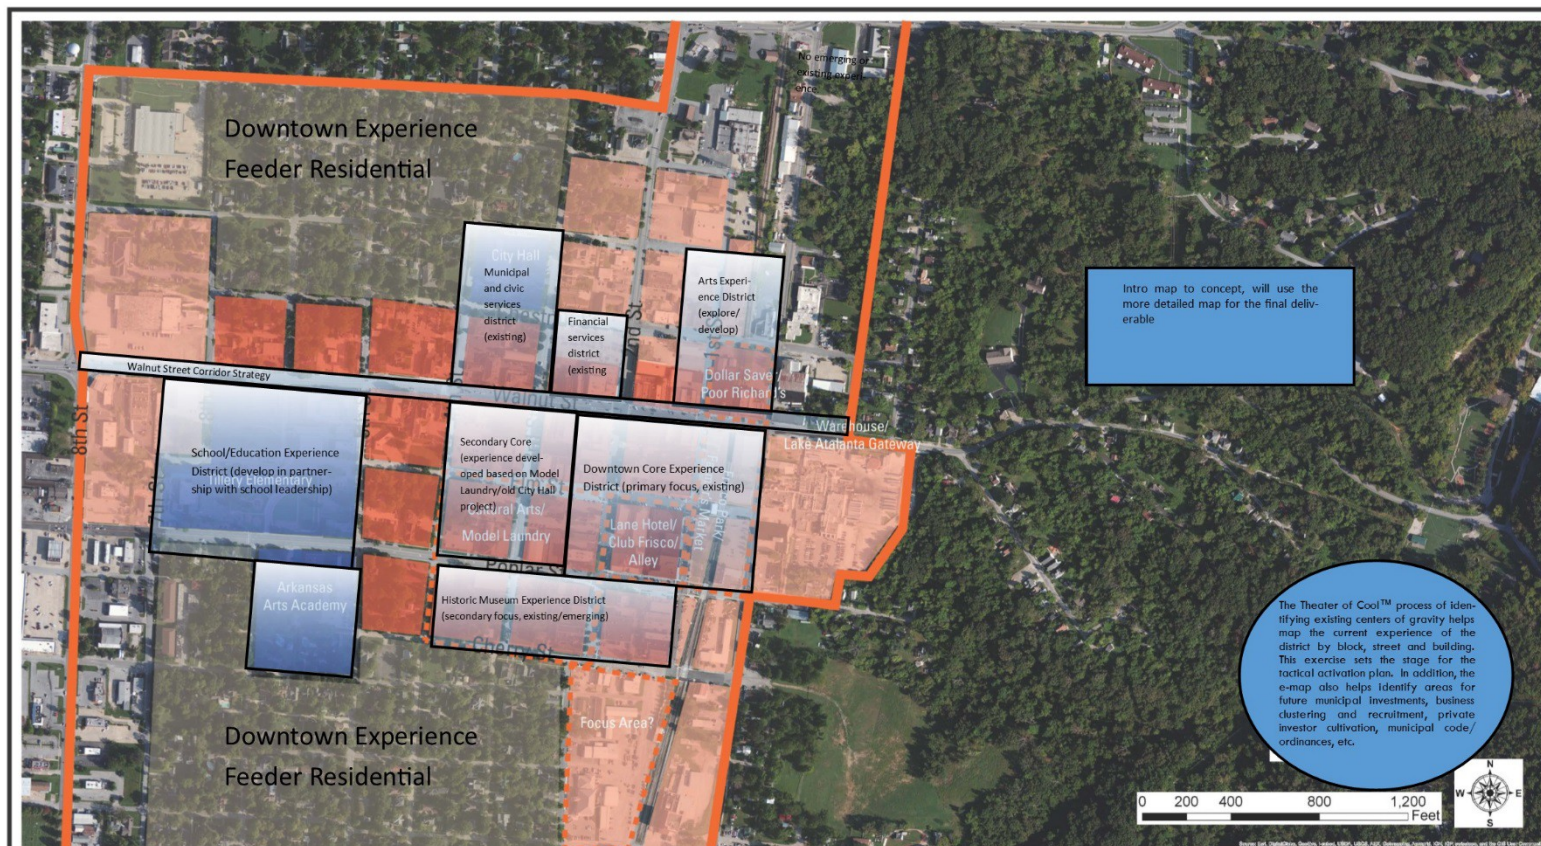 No emerging or
existing experi-
ence
Downtown Experience
Feeder Residential
City Hall
Municipal
and civic
services
district
(existing)
Financial
services
district
(existing
2nd St
Arts Experi-
ence District
(explore/
develop)
1st S
Dollar Saver/
Poor Richard's
Intro map to concept, will use the
more detailed map for the final deliv-
erable
Walnut Street Corridor Strategy
Walnut St
8th St
Warehouse/
Lake Atalanta Gateway
School/Education Experience
District (develop in partner-
ship with school leadership)
Tillery Elementary
Secondary Core
(experience devel-
oped based on Model
Laundry/old City Hall
project)
Model Laundry
Downtown Core Experience
District (primary focus, existing)
Lane Hotel/
Club Frisco/
Alley
Market
Poplar S
Arkansas
Arts Academy
Historic Museum Experience District
(secondary focus, existing/emerging)
Cherry St
Focus Area?
Downtown Experience
Feeder Residential
The Theater of Cool™ process of iden-
tifying existing centers of gravity helps
map the current experience of the
district by block, street and building.
This exercise sets the stage for the
tactical activation plan. In addition, the
e-map also helps identify areas for
future municipal investments, business
clustering and recruitment, private
investor cultivation, municipal code/
ordinances, etc.
N
W E
S
0 200 400 800 1,200
Feet